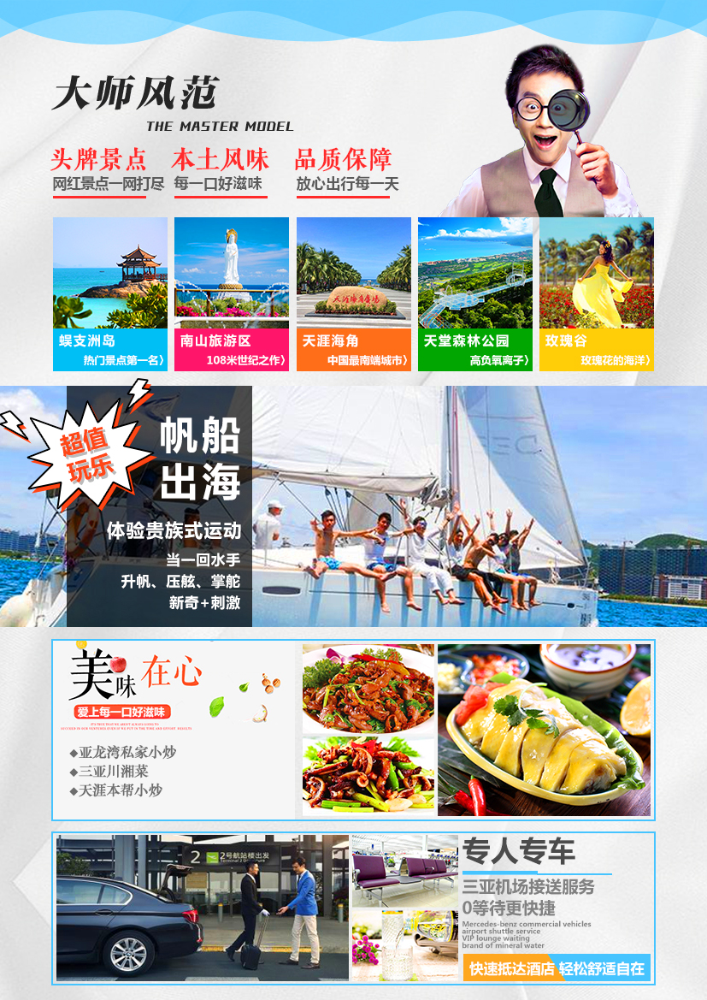 大师风范
THE MASTER MODEL
头牌景点 本土风味 品质保障
网红景点一网打尽 每一口好滋味 放心出行每一天
天涯海角广场
蜈支洲岛
热门景点第一名〉
南山旅游区
108米世纪之作〉
天涯海角
中国最南端城市〉
天堂森林公园
高负氧离子〉
玫瑰谷
玫瑰花的海洋〉
超值
玩乐
帆船
出海
体验贵族式运动
当一回水手
升帆、压舷、掌舵
新奇+刺激
美味 在心
爱上每一口好滋味
◆亚龙湾私家小炒
◆三亚川湘菜
◆天涯本帮小炒
2 2号航站楼出发
Terminal 2 Departure
专人专车
三亚机场接送服务
0等待更快捷
Mercedes-benz commercial vehicles
airport shuttle service
VIP lounge waiting
brand of mineral water
快速抵达酒店 轻松舒适自在